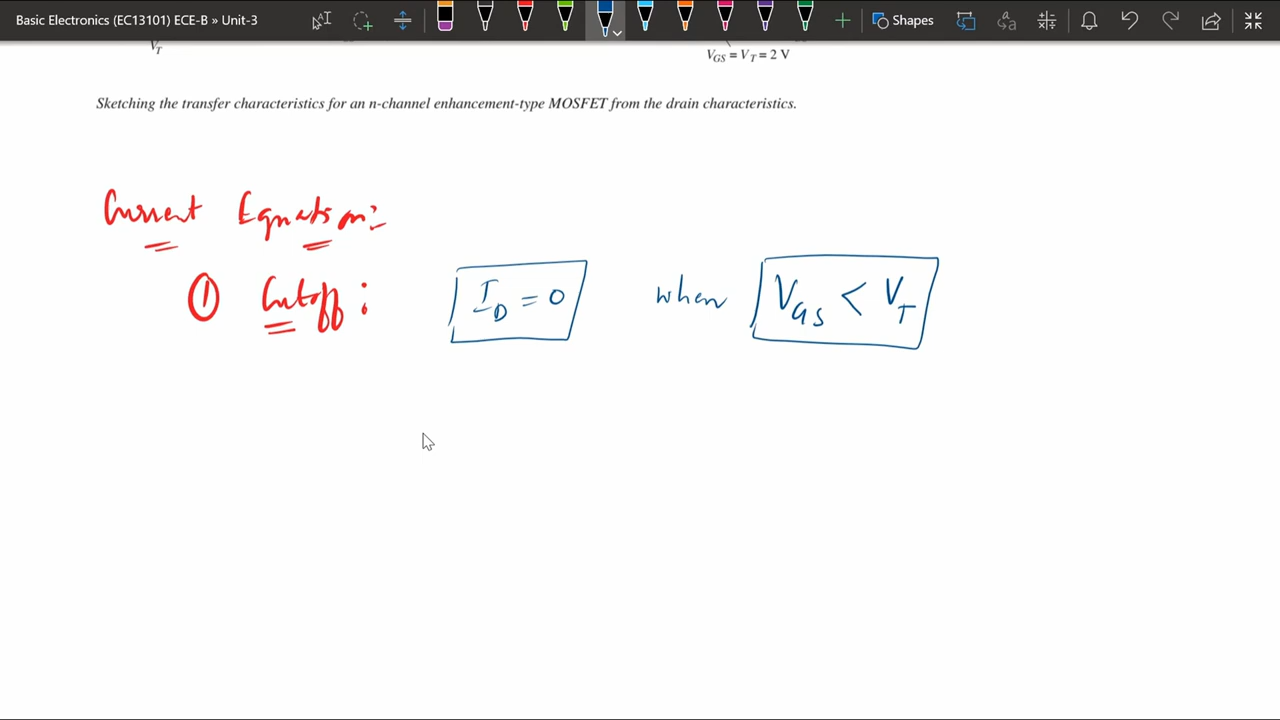 Basic Electronics (EC13101) ECE-B » Unit-3
Shapes
V_T
V_GS = V_T = 2 V
Sketching the transfer characteristics for an n-channel enhancement-type MOSFET from the drain characteristics.
Current Equation:
① Cutoff: I_D = 0 when V_GS < V_T